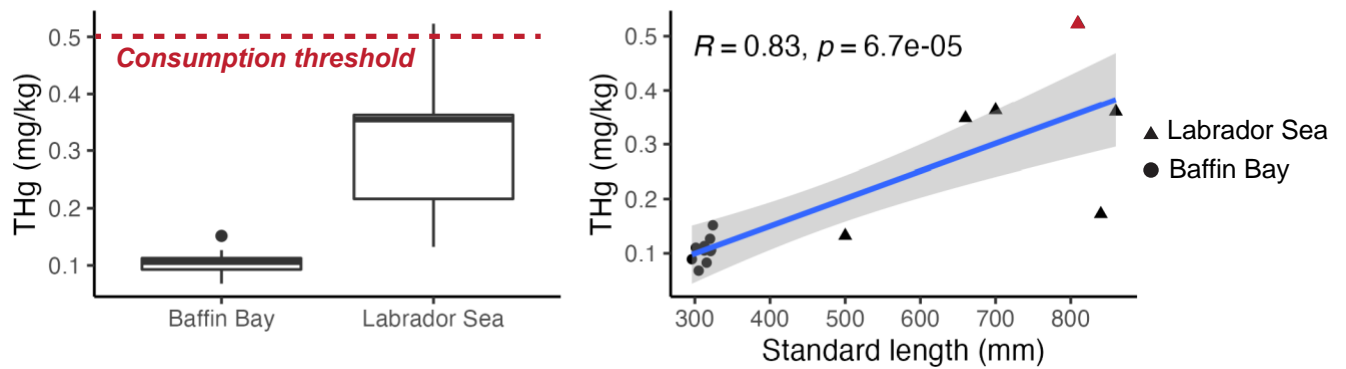 THg (mg/kg)
0.5
0.4
0.3
0.2
0.1
Consumption threshold
Baffin Bay
Labrador Sea
THg (mg/kg)
0.5
0.4
0.3
0.2
0.1
R = 0.83, p = 6.7e-05
300 400 500 600 700 800
Standard length (mm)
Labrador Sea
Baffin Bay